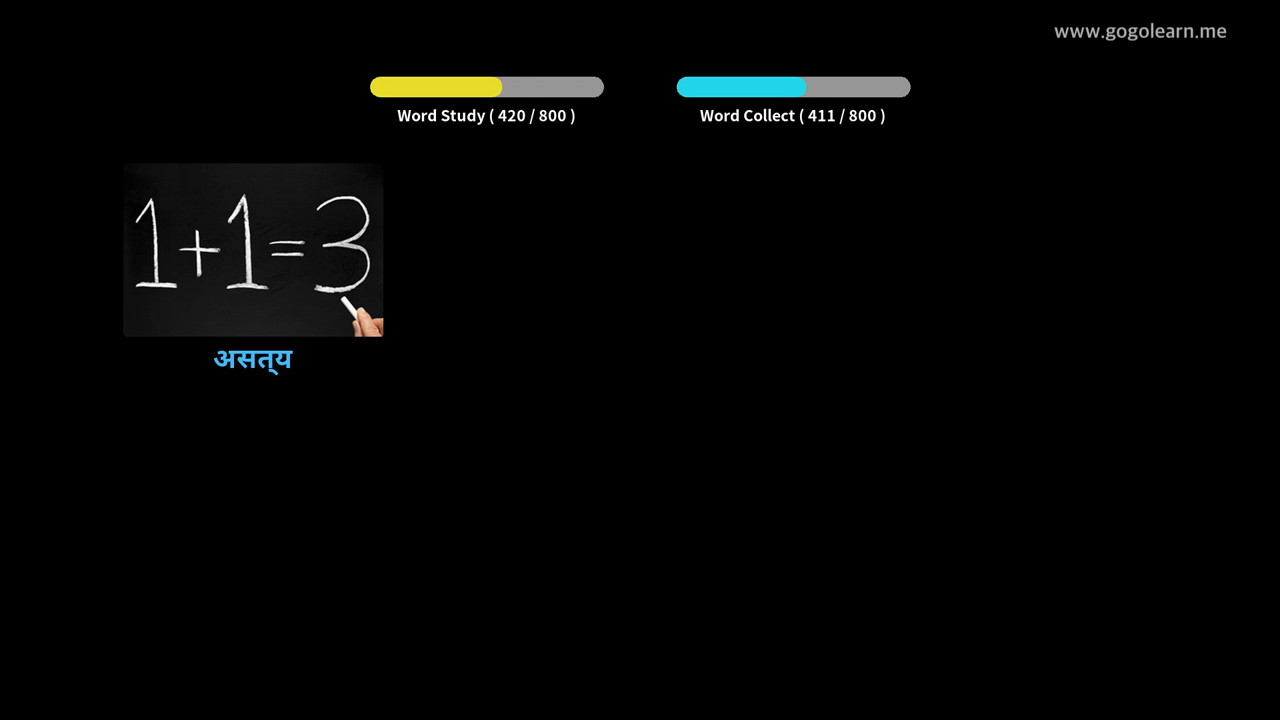 www.gogolearn.me
Word Study ( 420 / 800 )
Word Collect ( 411 / 800 )
1+1=3
असत्य